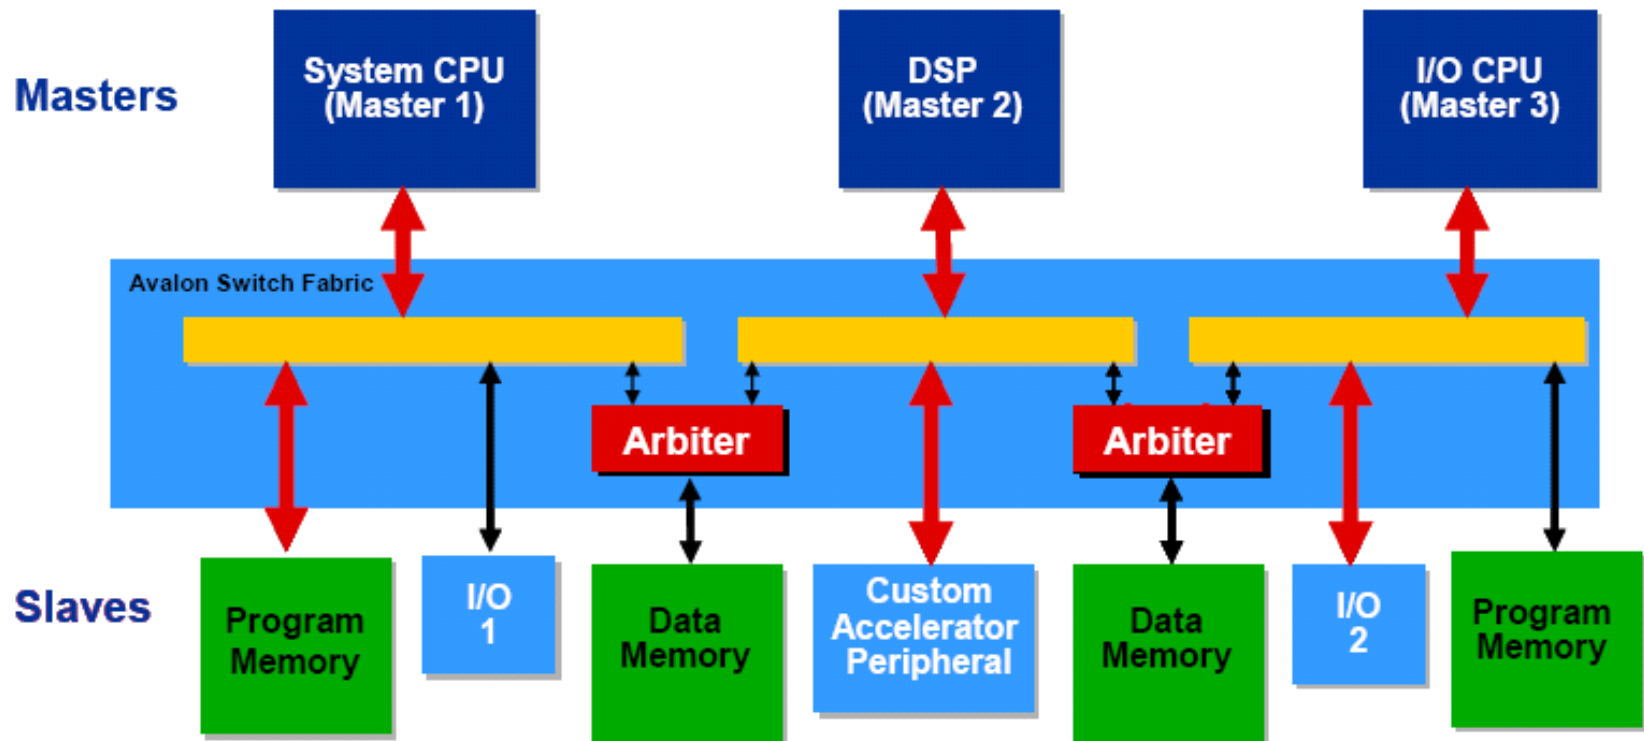 Masters
System CPU
(Master 1)
DSP
(Master 2)
I/O CPU
(Master 3)
Avalon Switch Fabric
Arbiter
Arbiter
Slaves
Program
Memory
I/O
1
Data
Memory
Custom
Accelerator
Peripheral
Data
Memory
I/O
2
Program
Memory